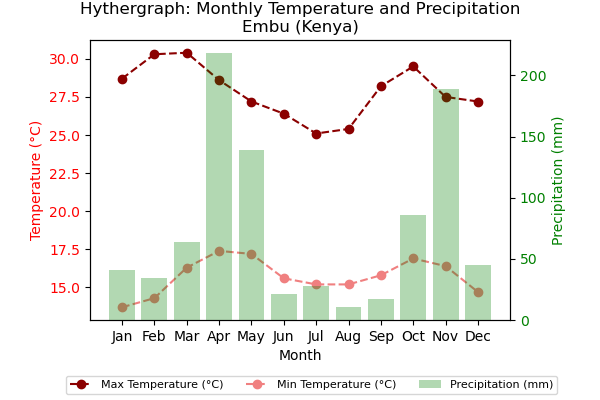 Hythergraph: Monthly Temperature and Precipitation
Embu (Kenya)
Temperature (°C)
30.0
27.5
25.0
22.5
20.0
17.5
15.0
Precipitation (mm)
200
150
100
50
0
Jan Feb Mar Apr May Jun Jul Aug Sep Oct Nov Dec
Month
Max Temperature (°C) Min Temperature (°C) Precipitation (mm)